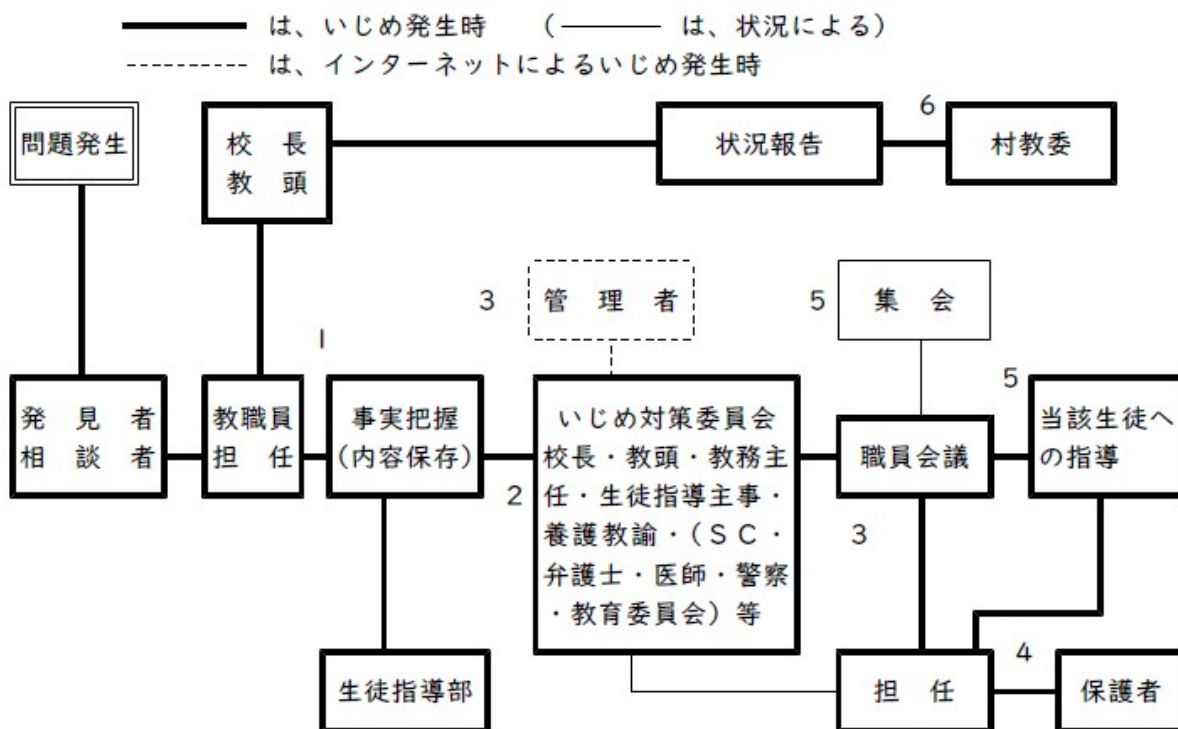 は、いじめ発生時 （ は、状況による）
は、インターネットによるいじめ発生時
問題発生
校 長
教 頭
状況報告
6
村教委
3
管 理 者
5
集 会
1
発 見 者
相 談 者
教職員
担 任
事実把握
（内容保存）
2
いじめ対策委員会
校長・教頭・教務主
任・生徒指導主事・
養護教諭・（ＳＣ・
弁護士・医師・警察
・教育委員会）等
職員会議
3
5
当該生徒へ
の指導
生徒指導部
担 任
4
保護者